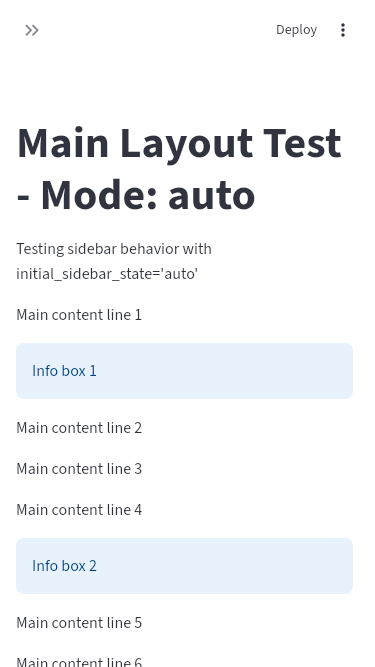 Deploy
Main Layout Test
- Mode: auto
Testing sidebar behavior with
initial_sidebar_state='auto'
Main content line 1
Info box 1
Main content line 2
Main content line 3
Main content line 4
Info box 2
Main content line 5
Main content line 6